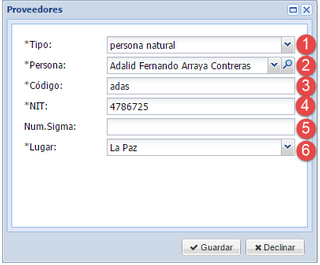 Proveedores
*Tipo: persona natural 1
*Persona: Adalid Fernando Arraya Contreras 2
*Código: adas 3
*NIT: 4786725 4
Num.Sigma: 5
*Lugar: La Paz 6
Guardar Declinar